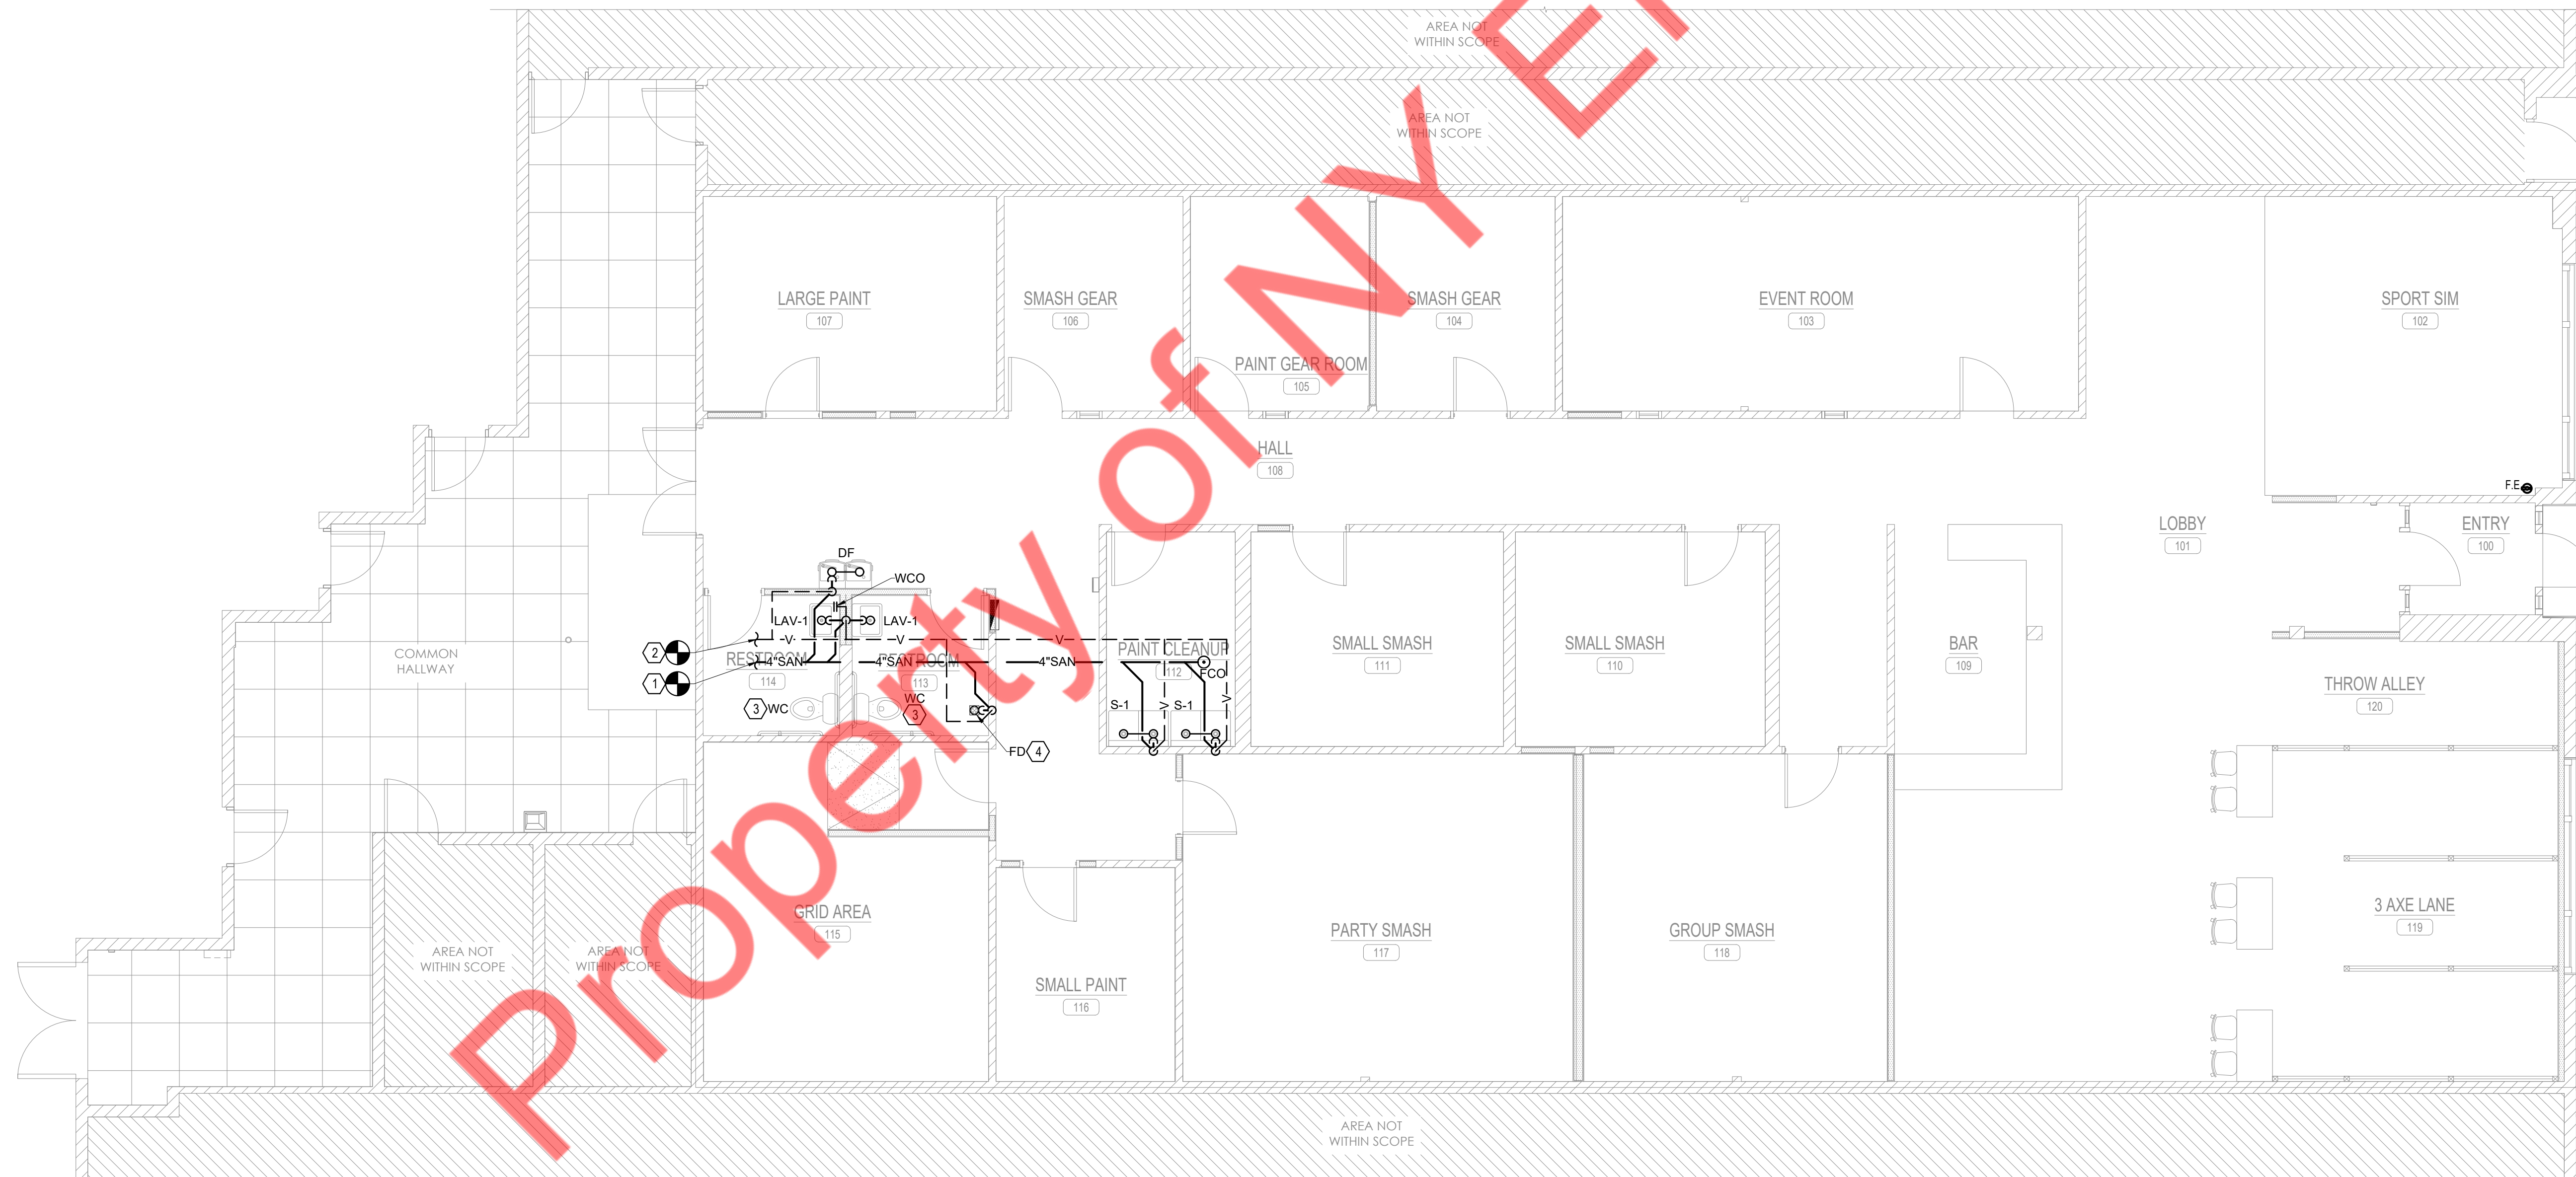 AREA NOT
WITHIN SCOPE
AREA NOT
WITHIN SCOPE
LARGE PAINT
107
SMASH GEAR
106
PAINT GEAR ROOM
105
SMASH GEAR
104
EVENT ROOM
103
SPORT SIM
102
HALL
108
F.E.
LOBBY
101
ENTRY
100
DF
WCO
LAV-1
LAV-1
V
V
V
2
1
4"SAN
4"SAN
4"SAN
RESTROOM
114
RESTROOM
113
PAINT CLEANUP
112
FCO
COMMON
HALLWAY
3
WC
WC
3
S-1
V
S-1
V
FD
4
SMALL SMASH
111
SMALL SMASH
110
BAR
109
THROW ALLEY
120
GRID AREA
115
SMALL PAINT
116
PARTY SMASH
117
GROUP SMASH
118
3 AXE LANE
119
AREA NOT
WITHIN SCOPE
AREA NOT
WITHIN SCOPE
AREA NOT
WITHIN SCOPE
Property of NY